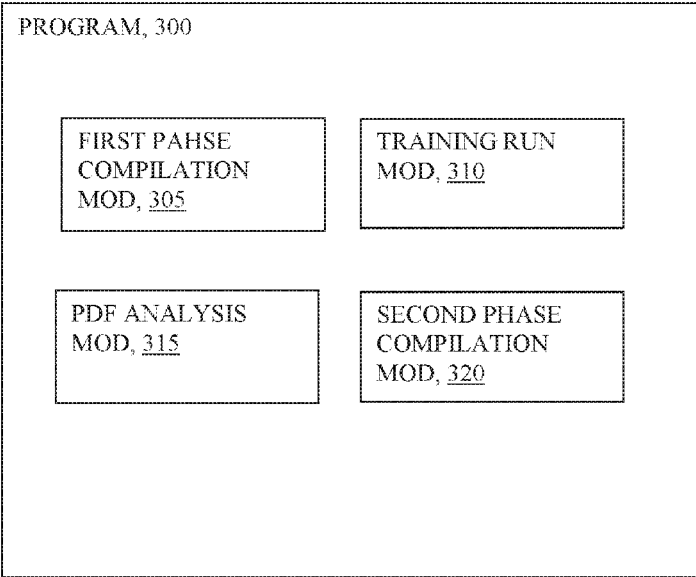 PROGRAM, 300
FIRST PAHSE
COMPILATION
MOD, 305
TRAINING RUN
MOD, 310
PDF ANALYSIS
MOD, 315
SECOND PHASE
COMPILATION
MOD, 320